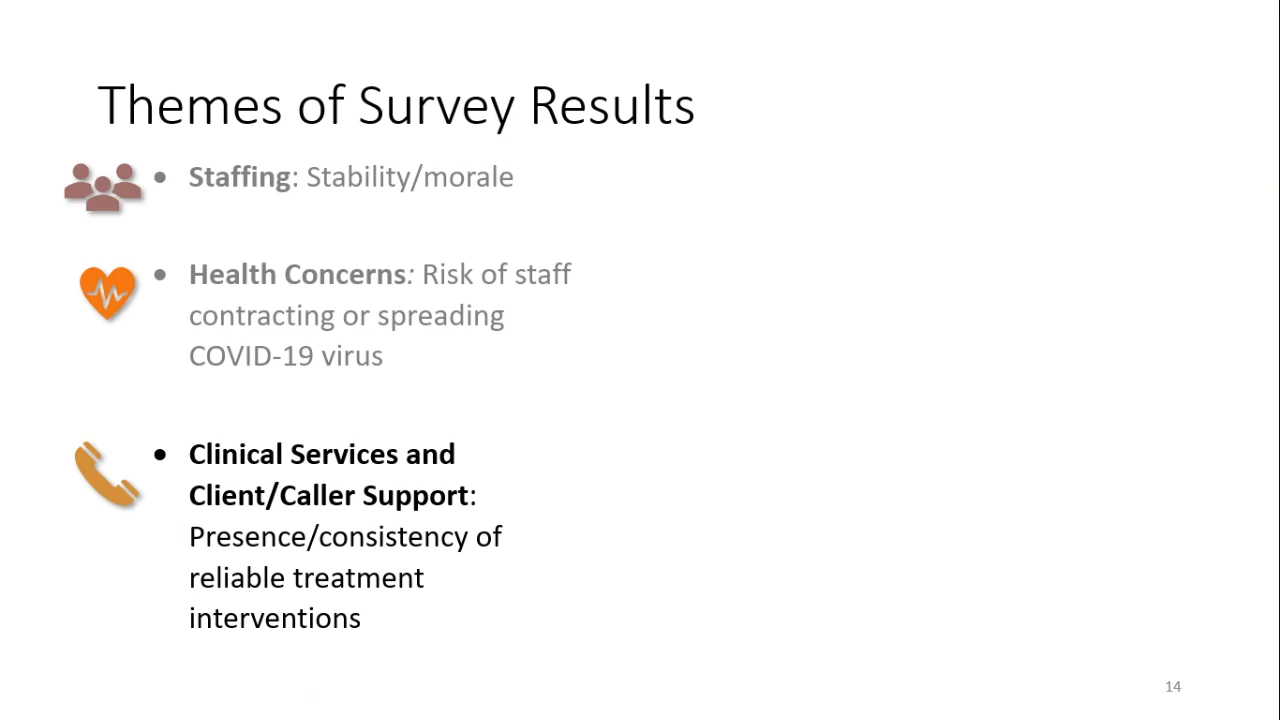 Themes of Survey Results
• Staffing: Stability/morale
• Health Concerns: Risk of staff
contracting or spreading
COVID-19 virus
• Clinical Services and
Client/Caller Support:
Presence/consistency of
reliable treatment
interventions
14